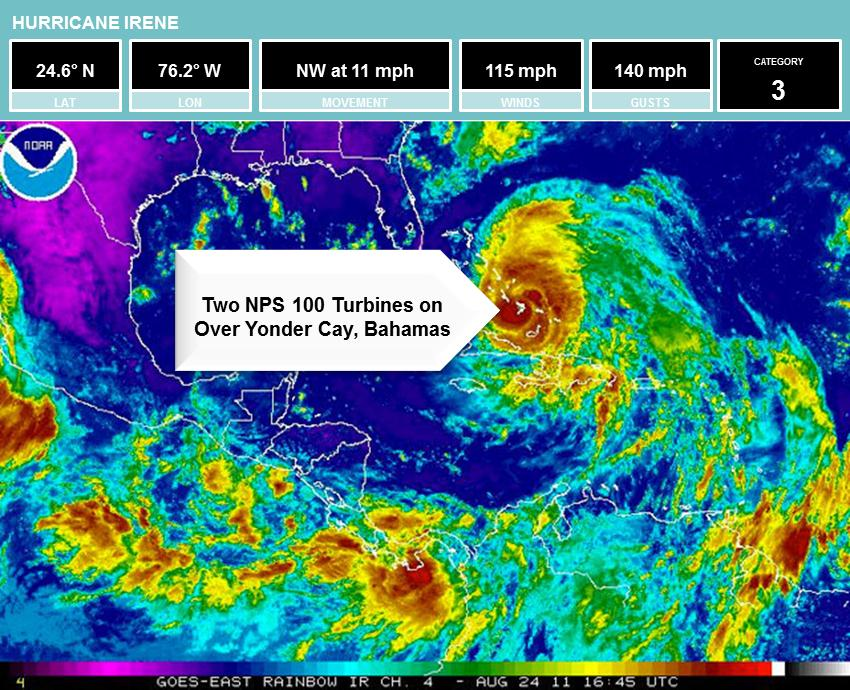 HURRICANE IRENE
24.6° N
76.2° W
NW at 11 mph
115 mph
140 mph
CATEGORY
3
LAT
LON
MOVEMENT
WINDS
GUSTS
NOAA
Two NPS 100 Turbines on
Over Yonder Cay, Bahamas
4 GOES-EAST RAINBOW IR CH. 4 - AUG 24 11 16:45 UTC